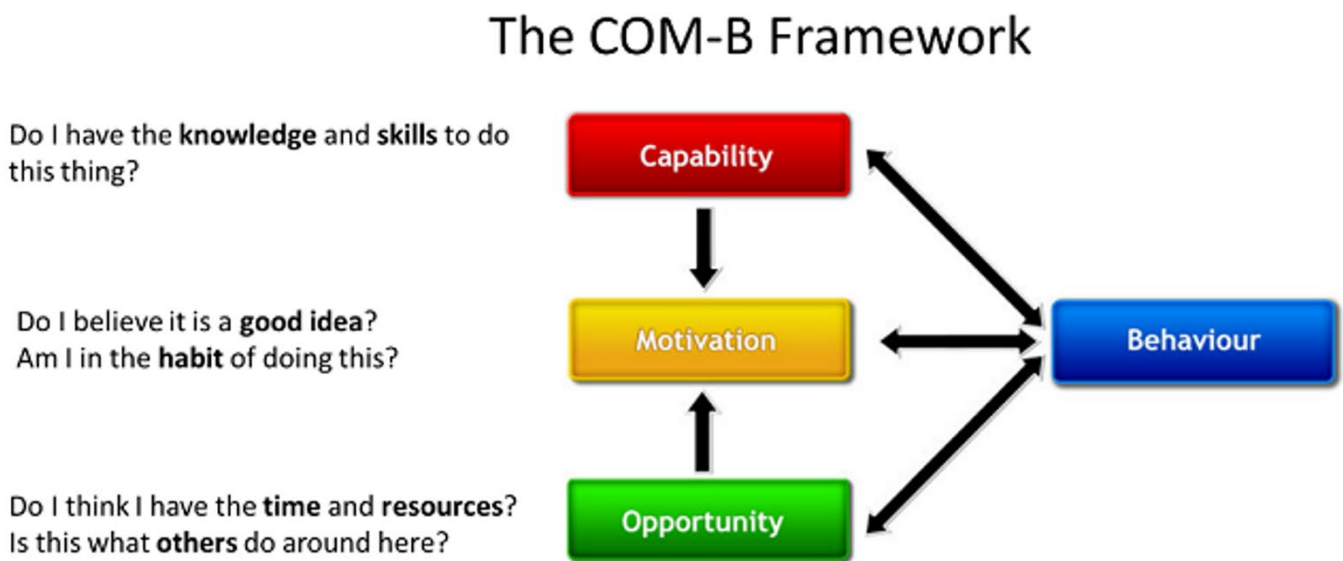 The COM-B Framework
Do I have the knowledge and skills to do
this thing?
Capability
Do I believe it is a good idea?
Am I in the habit of doing this?
Motivation
Behaviour
Do I think I have the time and resources?
Is this what others do around here?
Opportunity